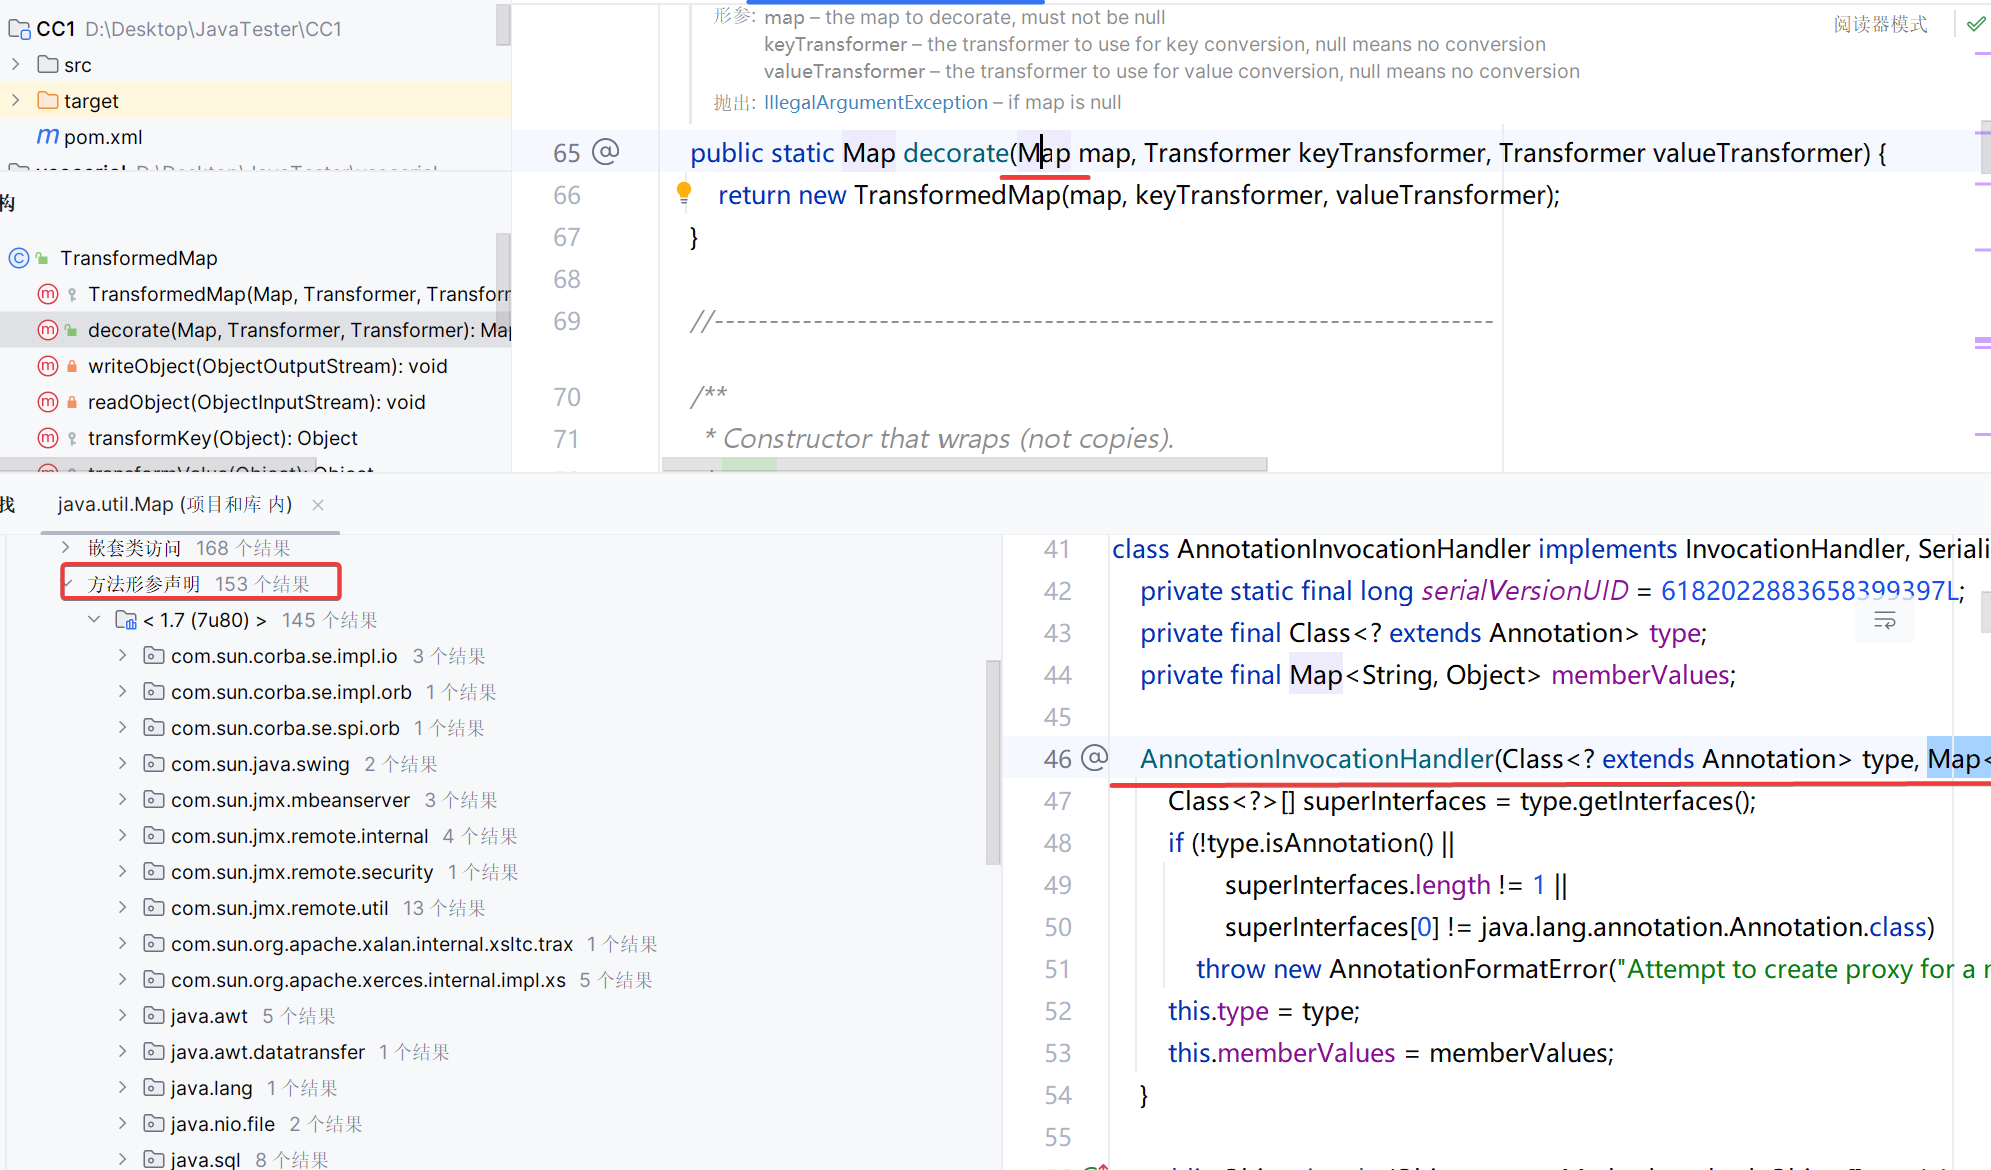 CC1 D:\Desktop\JavaTester\CC1
src
target
pom.xml
构
TransformedMap
TransformedMap(Map, Transformer, Transforr
decorate(Map, Transformer, Transformer): Map
writeObject(ObjectOutputStream): void
readObject(ObjectInputStream): void
transformKey(Object): Object
transformValue(Object): Object
形参: map – the map to decorate, must not be null
keyTransformer – the transformer to use for key conversion, null means no conversion
valueTransformer – the transformer to use for value conversion, null means no conversion
抛出: IllegalArgumentException – if map is null
阅读器模式
65 @ public static Map decorate(Map map, Transformer keyTransformer, Transformer valueTransformer) {
66 return new TransformedMap(map, keyTransformer, valueTransformer);
67 }
68
69 //----------------------------------------------------------------------
70 /**
71 * Constructor that wraps (not copies).
找 java.util.Map (项目和库 内) ×
嵌套类访问 168 个结果
方法形参声明 153 个结果
< 1.7 (7u80) > 145 个结果
com.sun.corba.se.impl.io 3 个结果
com.sun.corba.se.impl.orb 1 个结果
com.sun.corba.se.spi.orb 1 个结果
com.sun.java.swing 2 个结果
com.sun.jmx.mbeanserver 3 个结果
com.sun.jmx.remote.internal 4 个结果
com.sun.jmx.remote.security 1 个结果
com.sun.jmx.remote.util 13 个结果
com.sun.org.apache.xalan.internal.xsltc.trax 1 个结果
com.sun.org.apache.xerces.internal.impl.xs 5 个结果
java.awt 5 个结果
java.awt.datatransfer 1 个结果
java.lang 1 个结果
java.nio.file 2 个结果
java.sql 8 个结果
41 class AnnotationInvocationHandler implements InvocationHandler, Seriali
42 private static final long serialVersionUID = 6182022883658399397L;
43 private final Class<? extends Annotation> type;
44 private final Map<String, Object> memberValues;
45
46 @ AnnotationInvocationHandler(Class<? extends Annotation> type, Map<
47 Class<?>[] superInterfaces = type.getInterfaces();
48 if (!type.isAnnotation() ||
49 superInterfaces.length != 1 ||
50 superInterfaces[0] != java.lang.annotation.Annotation.class)
51 throw new AnnotationFormatError("Attempt to create proxy for a n
52 this.type = type;
53 this.memberValues = memberValues;
54 }
55